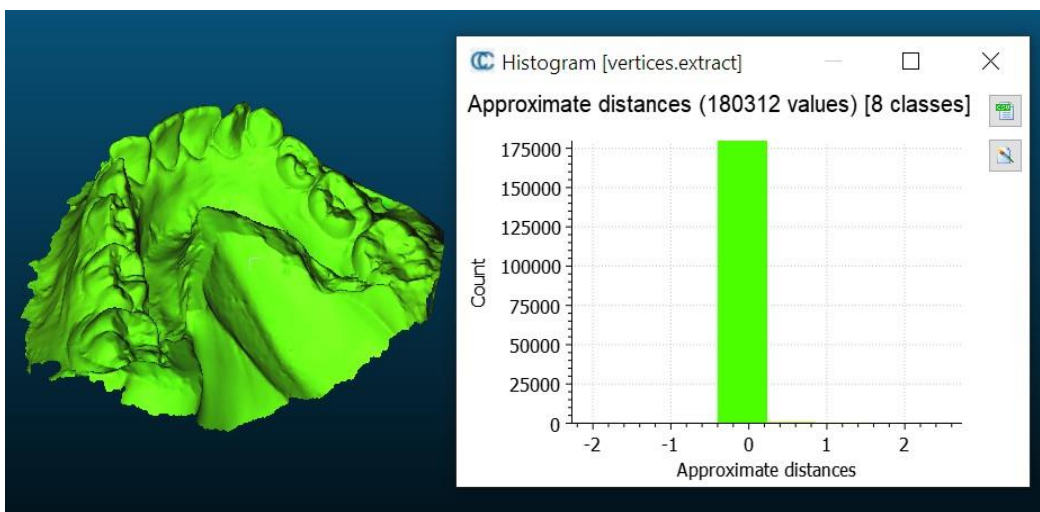 Histogram [vertices.extract]
Approximate distances (180312 values) [8 classes]
175000
150000
125000
100000
75000
50000
25000
0
Count
-2 -1 0 1 2
Approximate distances